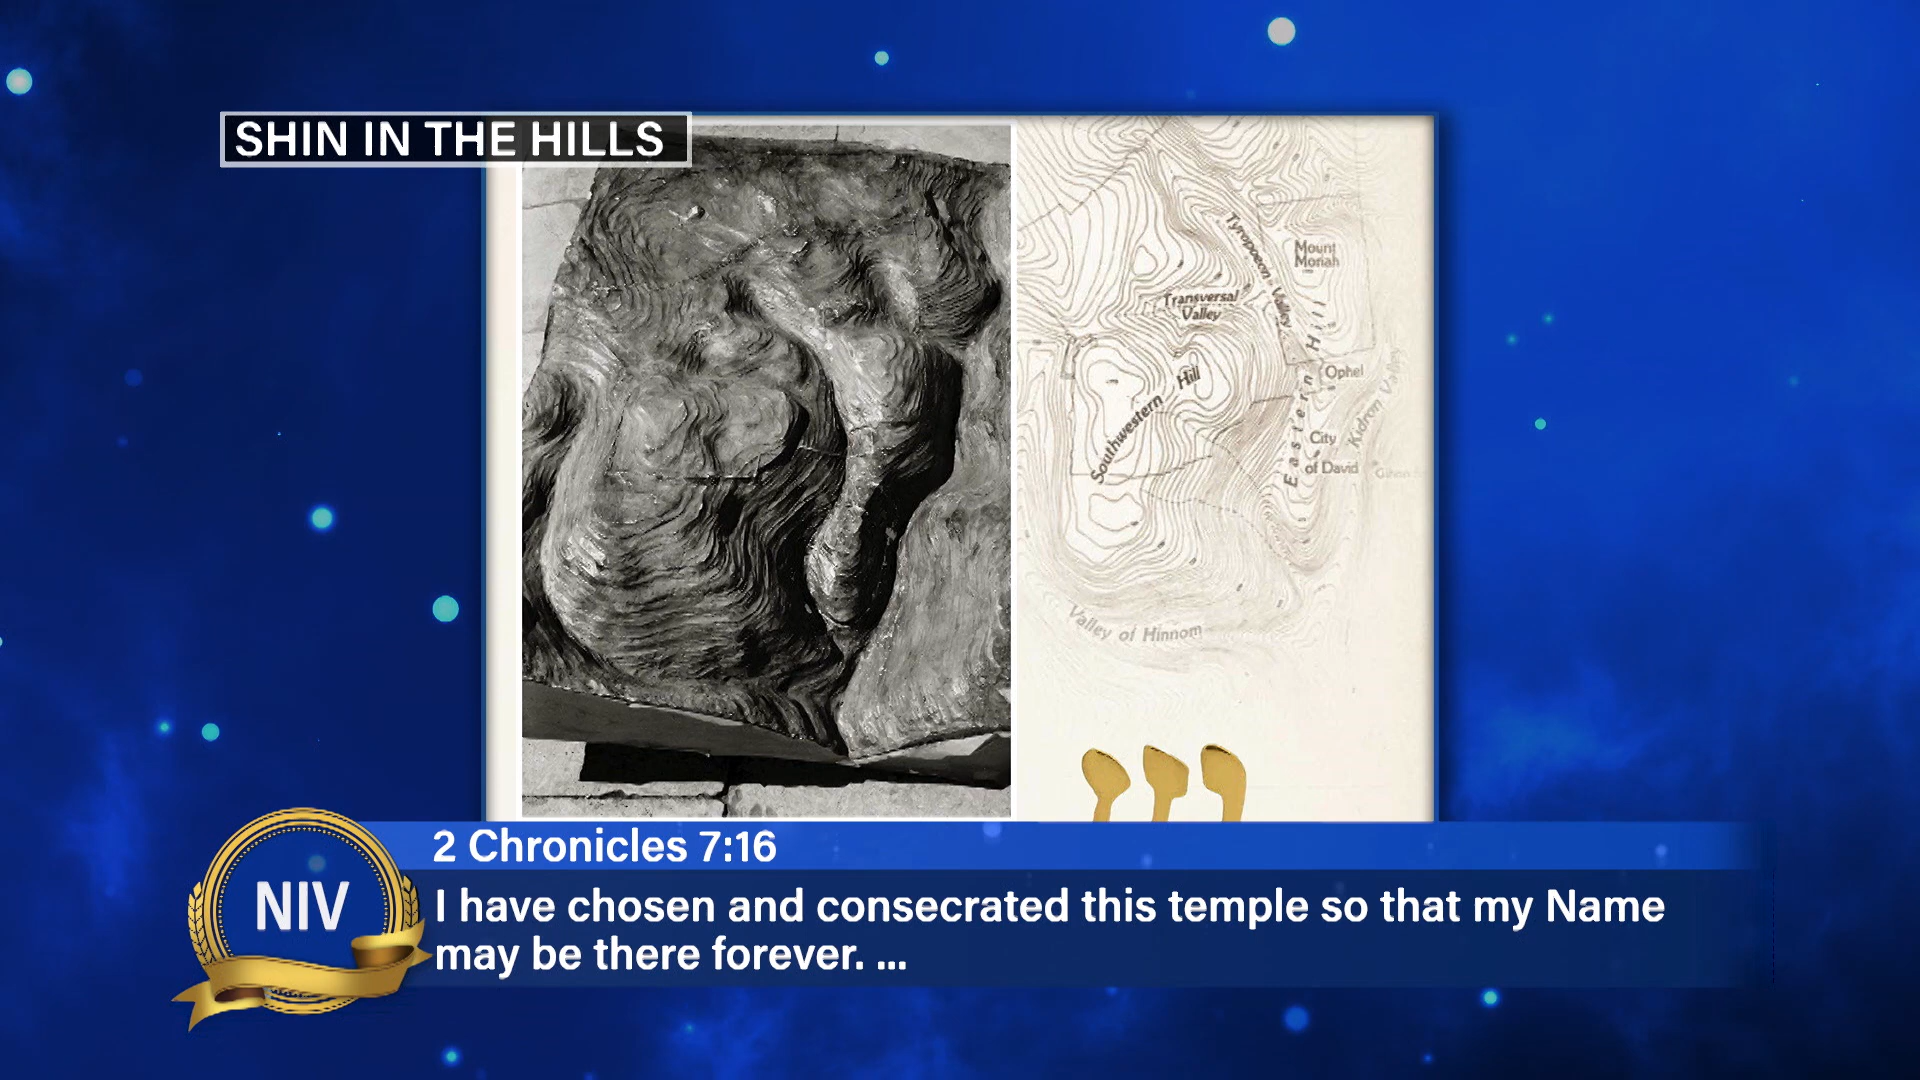 SHIN IN THE HILLS
Tyropoeon Valley
Mount
Moriah
Transversal
Valley
Eastern Hill
Ophel
Southwestern Hill
City
of David
Kidron Valley
Valley of Hinnom
2 Chronicles 7:16
NIV
I have chosen and consecrated this temple so that my Name
may be there forever. ...